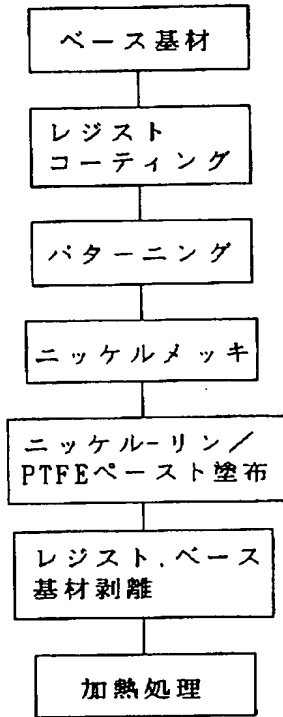 ベース基材
レジスト
コーティング
パターニング
ニッケルメッキ
ニッケル-リン/
PTFEペースト塗布
レジスト,ベース
基材剥離
加熱処理